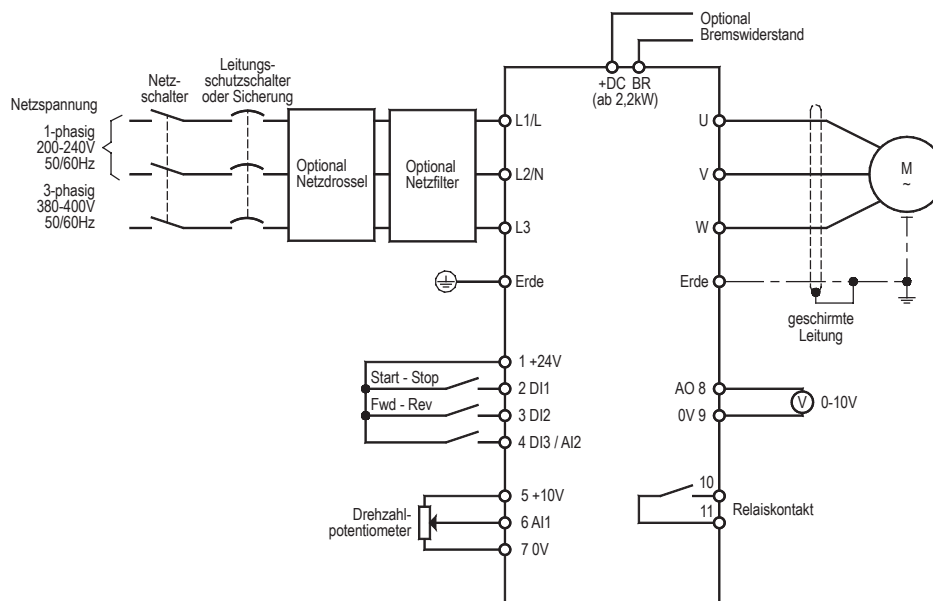 Optional
Bremswiderstand
+DC BR
(ab 2,2kW)
Leitungs-
schutzschalter
oder Sicherung
Netz-
schalter
Netzspannung
1-phasig
200-240V
50/60Hz
3-phasig
380-400V
50/60Hz
Optional
Netzdrossel
Optional
Netzfilter
L1/L
L2/N
L3
Erde
U
V
W
Erde
M
~
geschirmte
Leitung
1 +24V
Start - Stop
2 DI1
Fwd - Rev
3 DI2
4 DI3 / AI2
AO 8
0V 9
V
0-10V
5 +10V
Drehzahl-
potentiometer
6 AI1
7 0V
10
11
Relaiskontakt